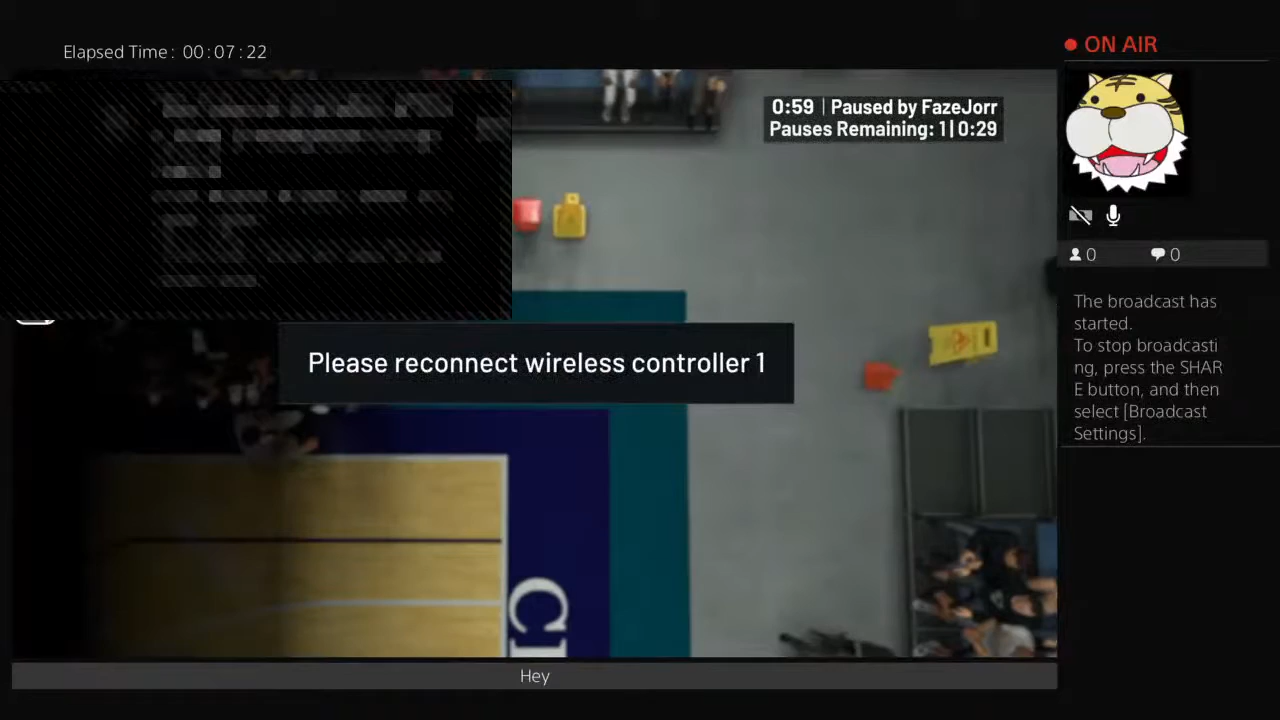 Elapsed Time: 00:07:22
ON AIR
0:59 | Paused by FazeJorr
Pauses Remaining: 1 | 0:29
0
0
The broadcast has
started.
To stop broadcasti
ng, press the SHAR
E button, and then
select [Broadcast
Settings].
Please reconnect wireless controller 1
Hey